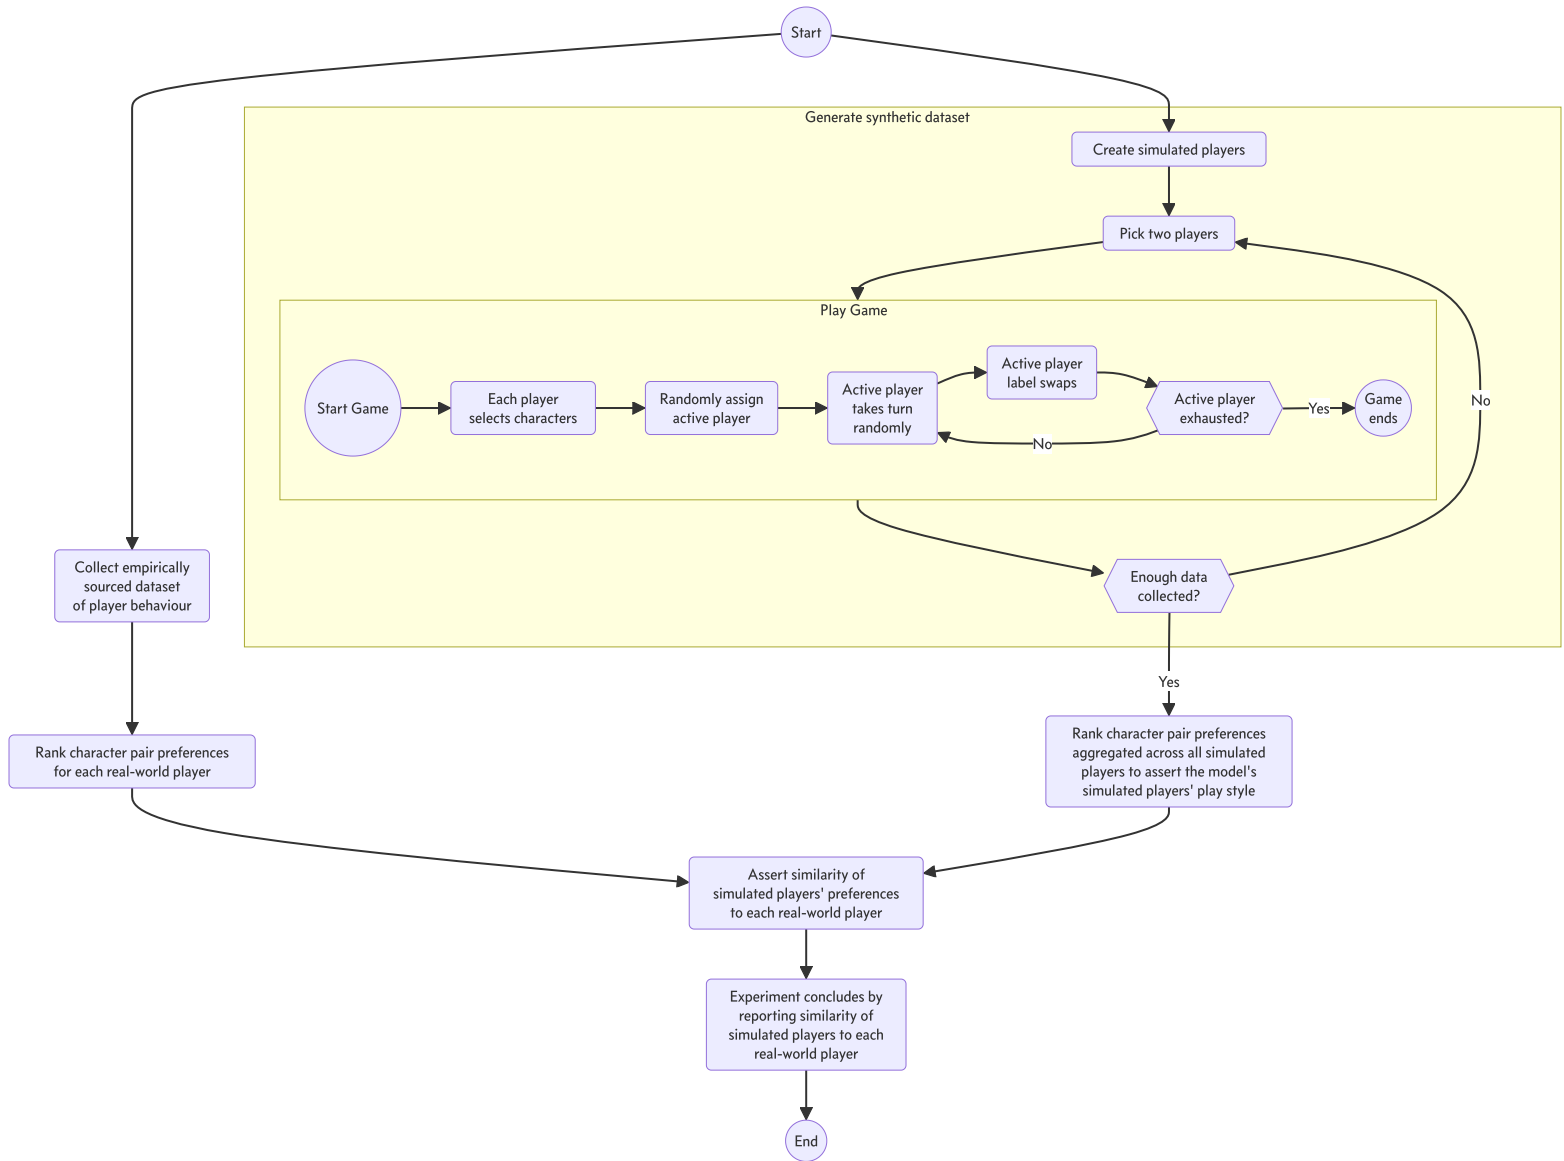 Start
Generate synthetic dataset
Create simulated players
Pick two players
Play Game
Start Game
Each player
selects characters
Randomly assign
active player
Active player
takes turn
randomly
Active player
label swaps
Active player
exhausted?
Yes
Game
ends
No
No
Collect empirically
sourced dataset
of player behaviour
Enough data
collected?
Yes
Rank character pair preferences
for each real-world player
Rank character pair preferences
aggregated across all simulated
players to assert the model's
simulated players' play style
Assert similarity of
simulated players' preferences
to each real-world player
Experiment concludes by
reporting similarity of
simulated players to each
real-world player
End